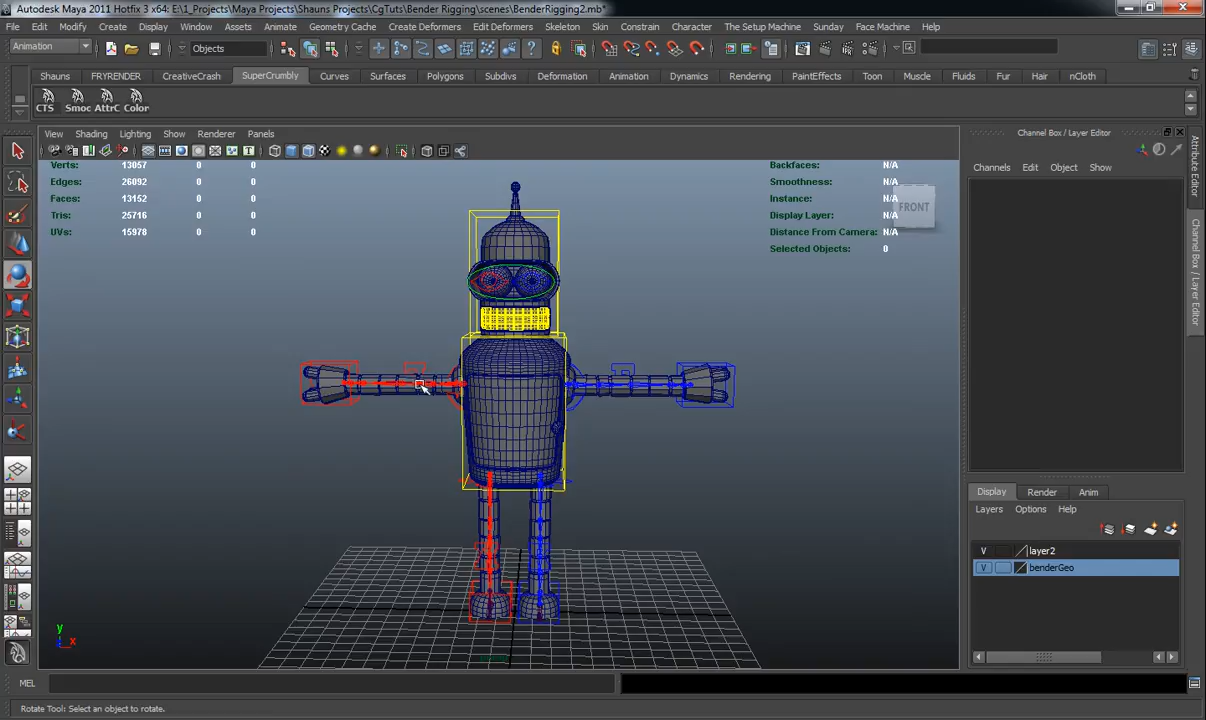 Autodesk Maya 2011 Hotfix 3 x64: E:\1_Projects\Maya Projects\Shauns Projects\CgTuts\Bender Rigging\scenes\BenderRigging2.mb*
File Edit Modify Create Display Window Assets Animate Geometry Cache Create Deformers Edit Deformers Skeleton Skin Constrain Character The Setup Machine Sunday Face Machine Help
Animation Objects
Shauns FRYRENDER CreativeCrash SuperCrumbly Curves Surfaces Polygons Subdivs Deformation Animation Dynamics Rendering PaintEffects Toon Muscle Fluids Fur Hair nCloth
CTS Smoc AttrC Color
View Shading Lighting Show Renderer Panels
Channel Box / Layer Editor
Channels Edit Object Show
Verts: 13057 0 0
Edges: 26092 0 0
Faces: 13152 0 0
Tris: 25716 0 0
UVs: 15978 0 0
Backfaces: N/A
Smoothness: N/A
Instance: N/A
Display Layer: N/A
Distance From Camera: N/A
Selected Objects: 0
FRONT
Attribute Editor
Channel Box / Layer Editor
Display Render Anim
Layers Options Help
V layer2
V benderGeo
y
x
MEL
Rotate Tool: Select an object to rotate.